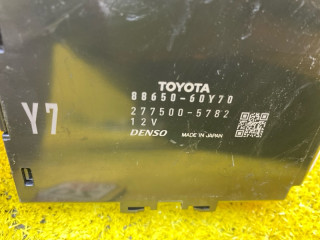 TOYOTA
88650-60Y70
Y7
277500-5782
12V
DENSO
MADE IN JAPAN